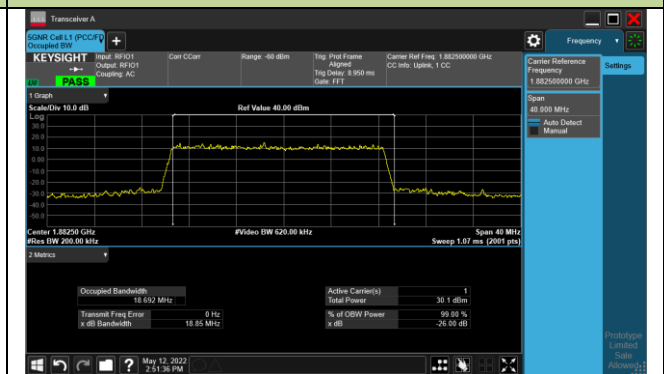 Transceiver A
5GNR Cell L1 (PCC/F
Occupied BW
Frequency
KEYSIGHT
Input: RFIO1
Output: RFIO1
Coupling: AC
Corr CCorr
Range: -60 dBm
Trig: Prot Frame
Aligned
Trig Delay: 8.950 ms
Gate: FFT
Carrier Ref Freq: 1.882500000 GHz
CC Info: Uplink, 1 CC
PASS
Carrier Reference
Frequency
1.882500000 GHz
Settings
Span
40.000 MHz
Auto Detect
Manual
1 Graph
Scale/Div 10.0 dB
Ref Value 40.00 dBm
Log
30.0
20.0
10.0
0.00
-10.0
-20.0
-30.0
-40.0
-50.0
Center 1.88250 GHz
#Video BW 620.00 kHz
Span 40 MHz
#Res BW 200.00 kHz
Sweep 1.07 ms (2001 pts)
2 Metrics
Occupied Bandwidth
18.692 MHz
Active Carrier(s) 1
Total Power 30.1 dBm
Transmit Freq Error 0 Hz
x dB Bandwidth 18.85 MHz
% of OBW Power 99.00 %
x dB -26.00 dB
Prototype
Limited
Sale
Allowed
May 12, 2022
2:51:36 PM